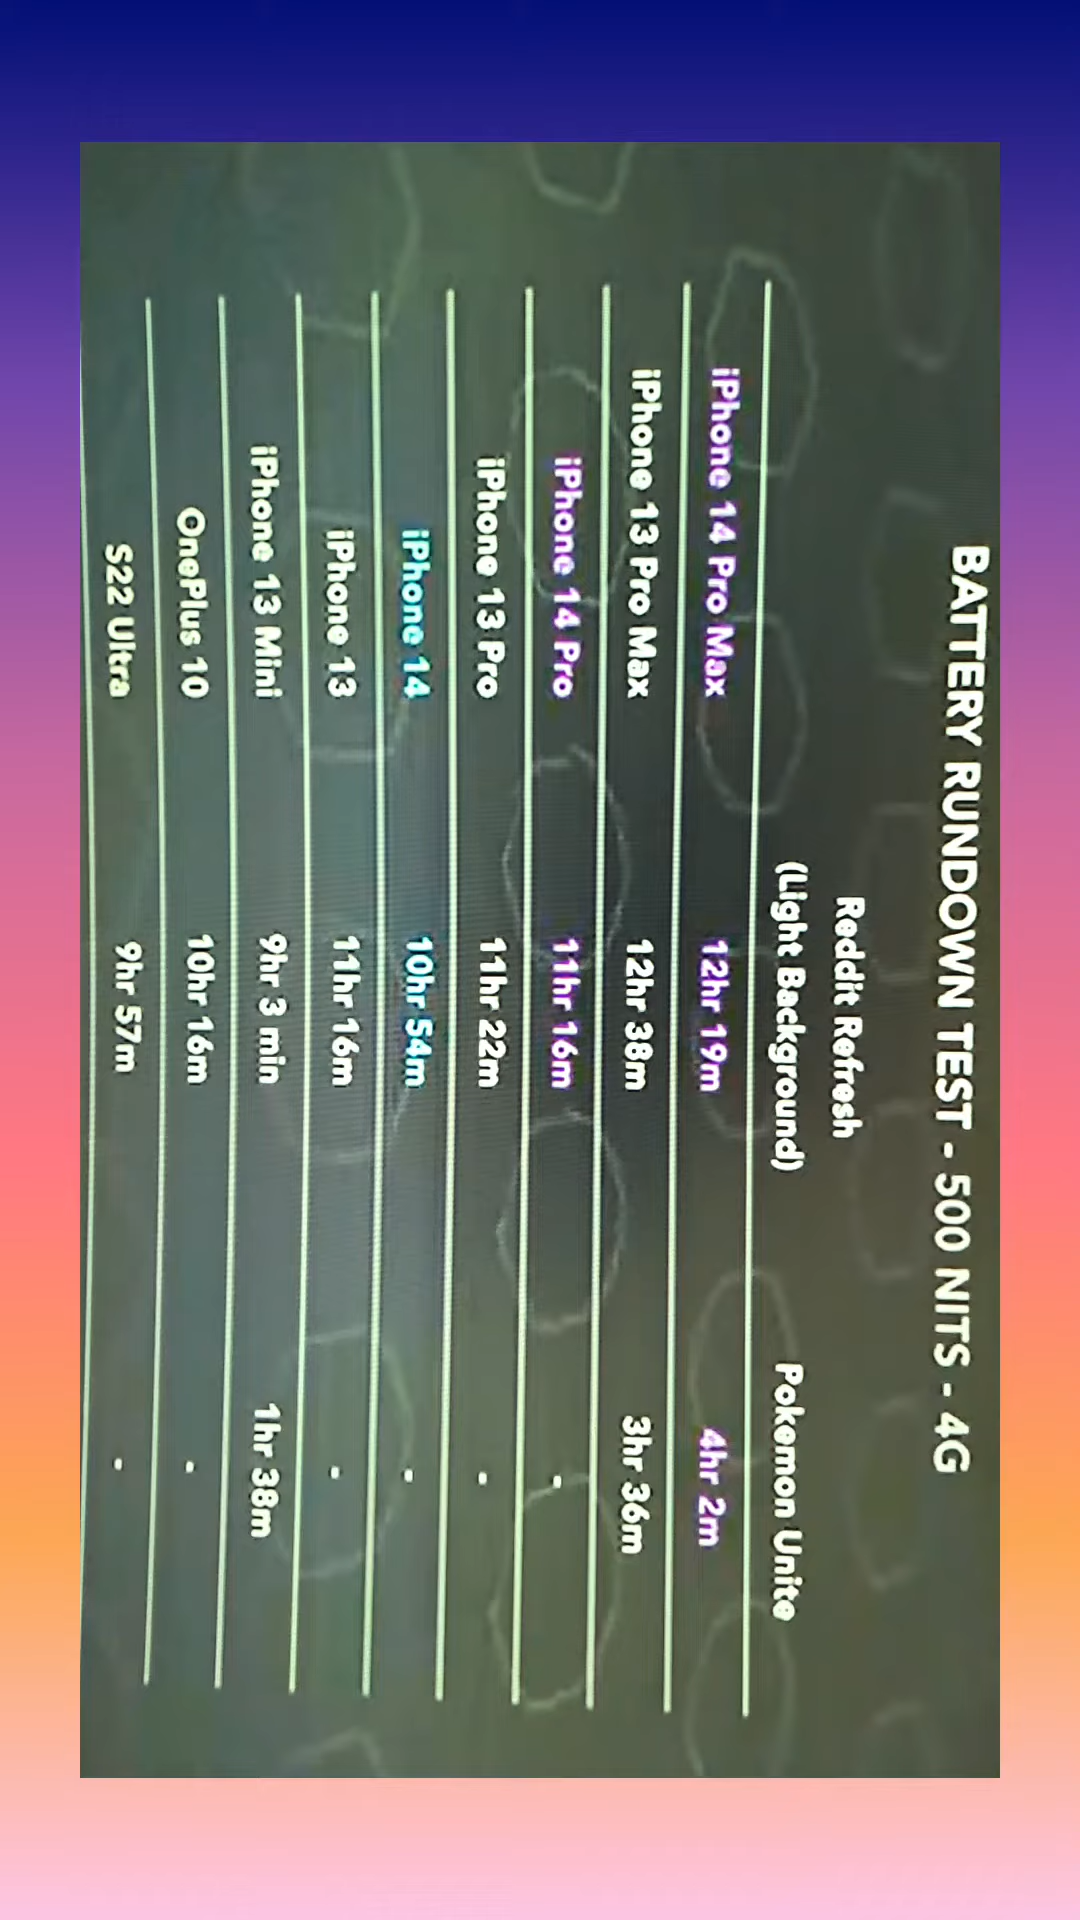 BATTERY RUNDOWN TEST - 500 NITS - 4G
Reddit Refresh
(Light Background) Pokemon Unite
iPhone 14 Pro Max 12hr 19m 4hr 2m
iPhone 13 Pro Max 12hr 38m 3hr 36m
iPhone 14 Pro 11hr 16m -
iPhone 13 Pro 11hr 22m -
iPhone 14 10hr 54m -
iPhone 13 11hr 16m -
iPhone 13 Mini 9hr 3 min 1hr 38m
OnePlus 10 10hr 16m -
S22 Ultra 9hr 57m -